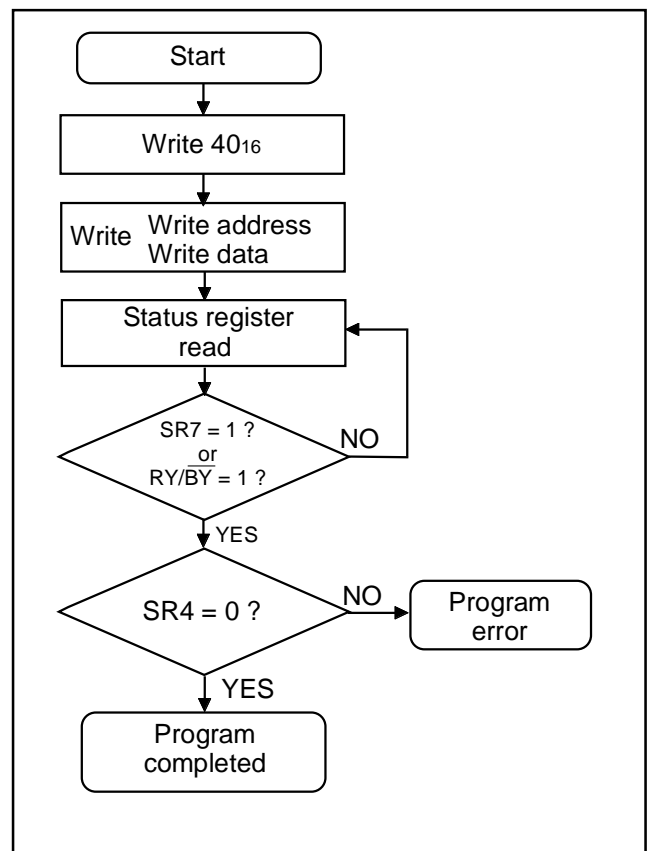 Start
Write 40₁₆
Write Write address
Write data
Status register
read
SR7 = 1 ?
or
RY/B̅Y̅ = 1 ?
NO
YES
SR4 = 0 ?
NO
Program
error
YES
Program
completed